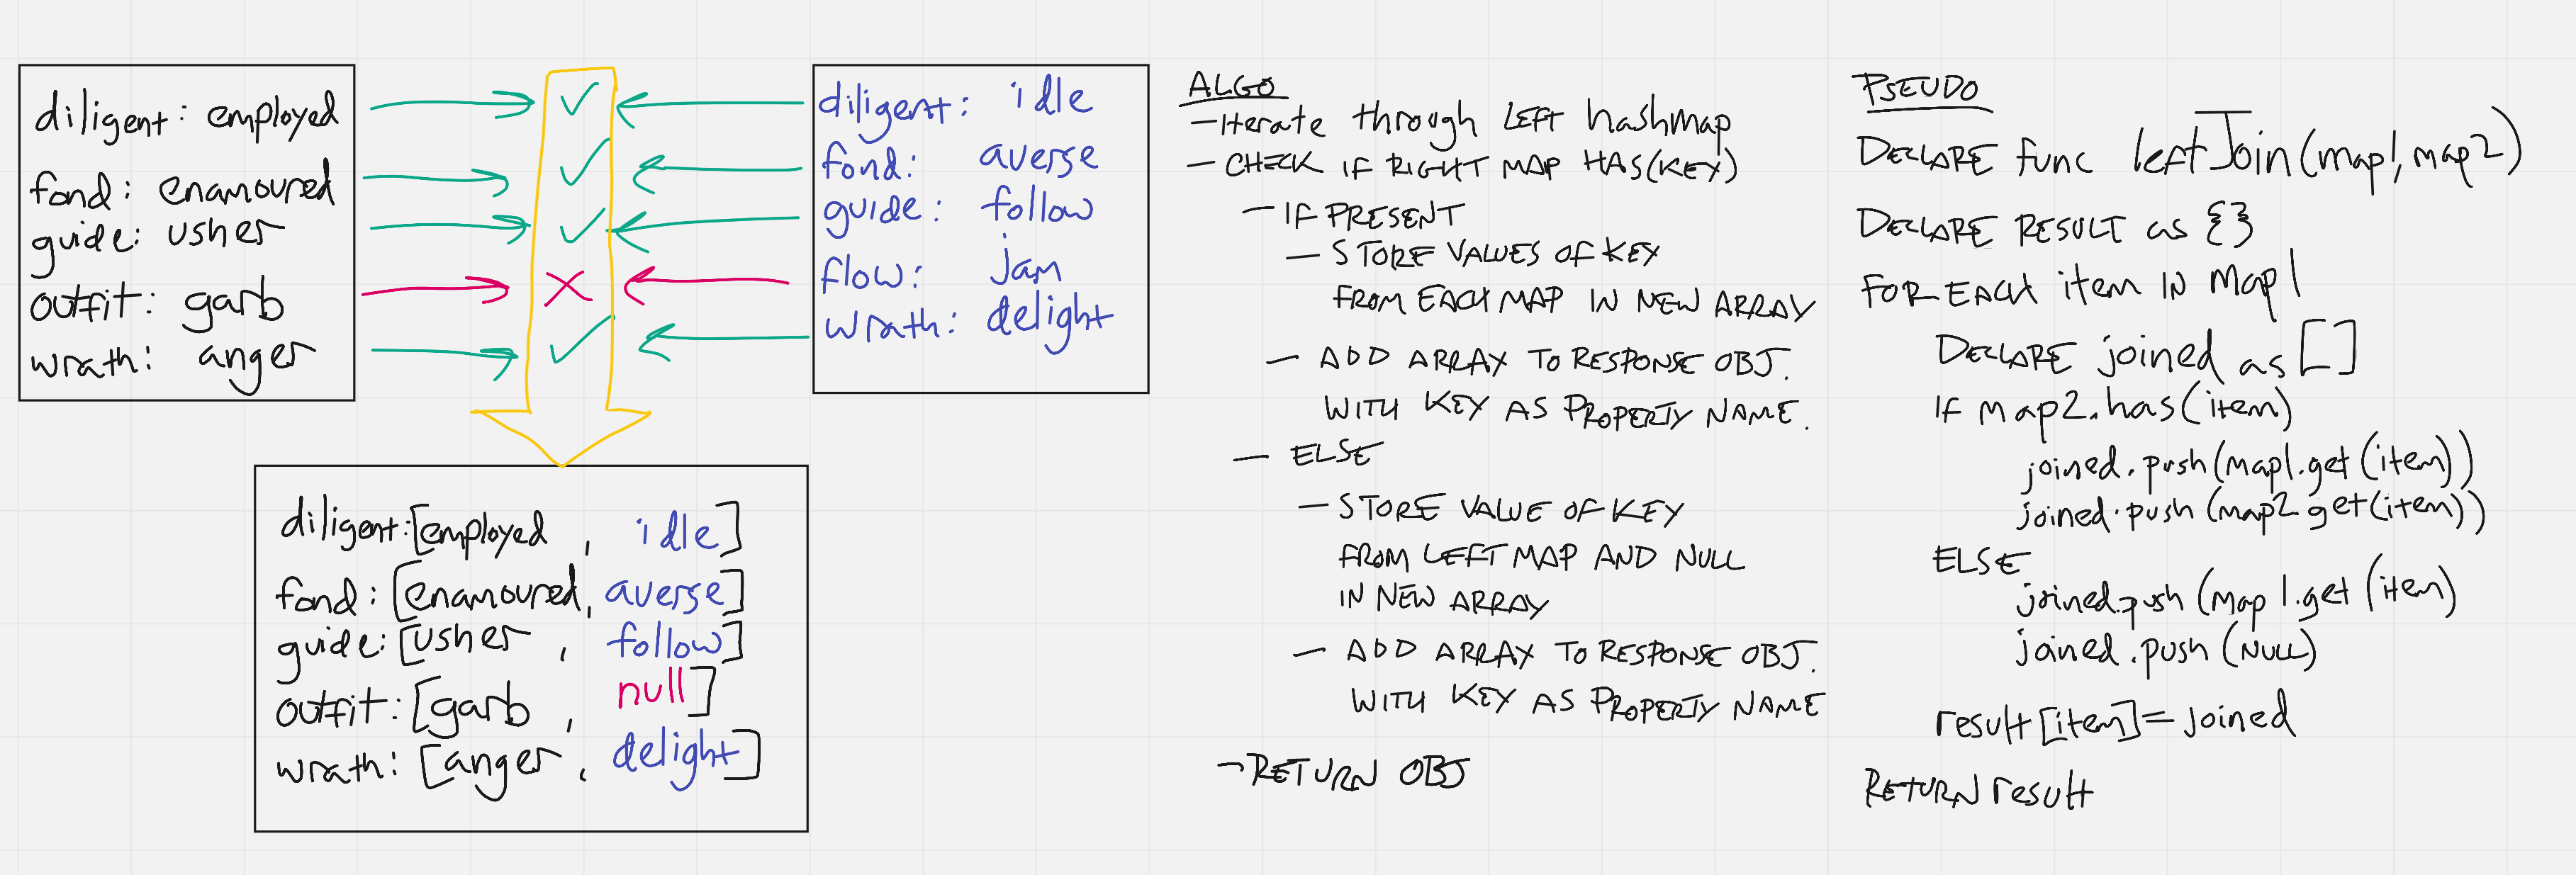 diligent: employed
fond: enamoured
guide: usher
outfit: garb
wrath: anger
diligent: idle
fond: averse
guide: follow
flow: jam
wrath: delight
diligent:[employed, idle]
fond: [enamoured, averse]
guide:[usher, follow]
outfit:[garb, null]
wrath: [anger, delight]
ALGO
- Iterate through LEFT hashmap
- CHECK IF RIGHT MAP HAS(KEY)
- IF PRESENT
- STORE VALUES OF KEY
FROM EACH MAP IN NEW ARRAY
- ADD ARRAY TO RESPONSE OBJ.
WITH KEY AS PROPERTY NAME.
- ELSE
- STORE VALUE OF KEY
FROM LEFT MAP AND NULL
IN NEW ARRAY
- ADD ARRAY TO RESPONSE OBJ.
WITH KEY AS PROPERTY NAME
- RETURN OBJ
PSEUDO
DECLARE func leftJoin(map1, map2)
DECLARE RESULT as {}
FOR EACH item IN Map1
DECLARE joined as []
IF map2.has(item)
joined.push(map1.get(item))
joined.push(map2 get(item))
ELSE
joined.push(map1.get(item)
joined.push(NULL)
result[item]=joined
RETURN result